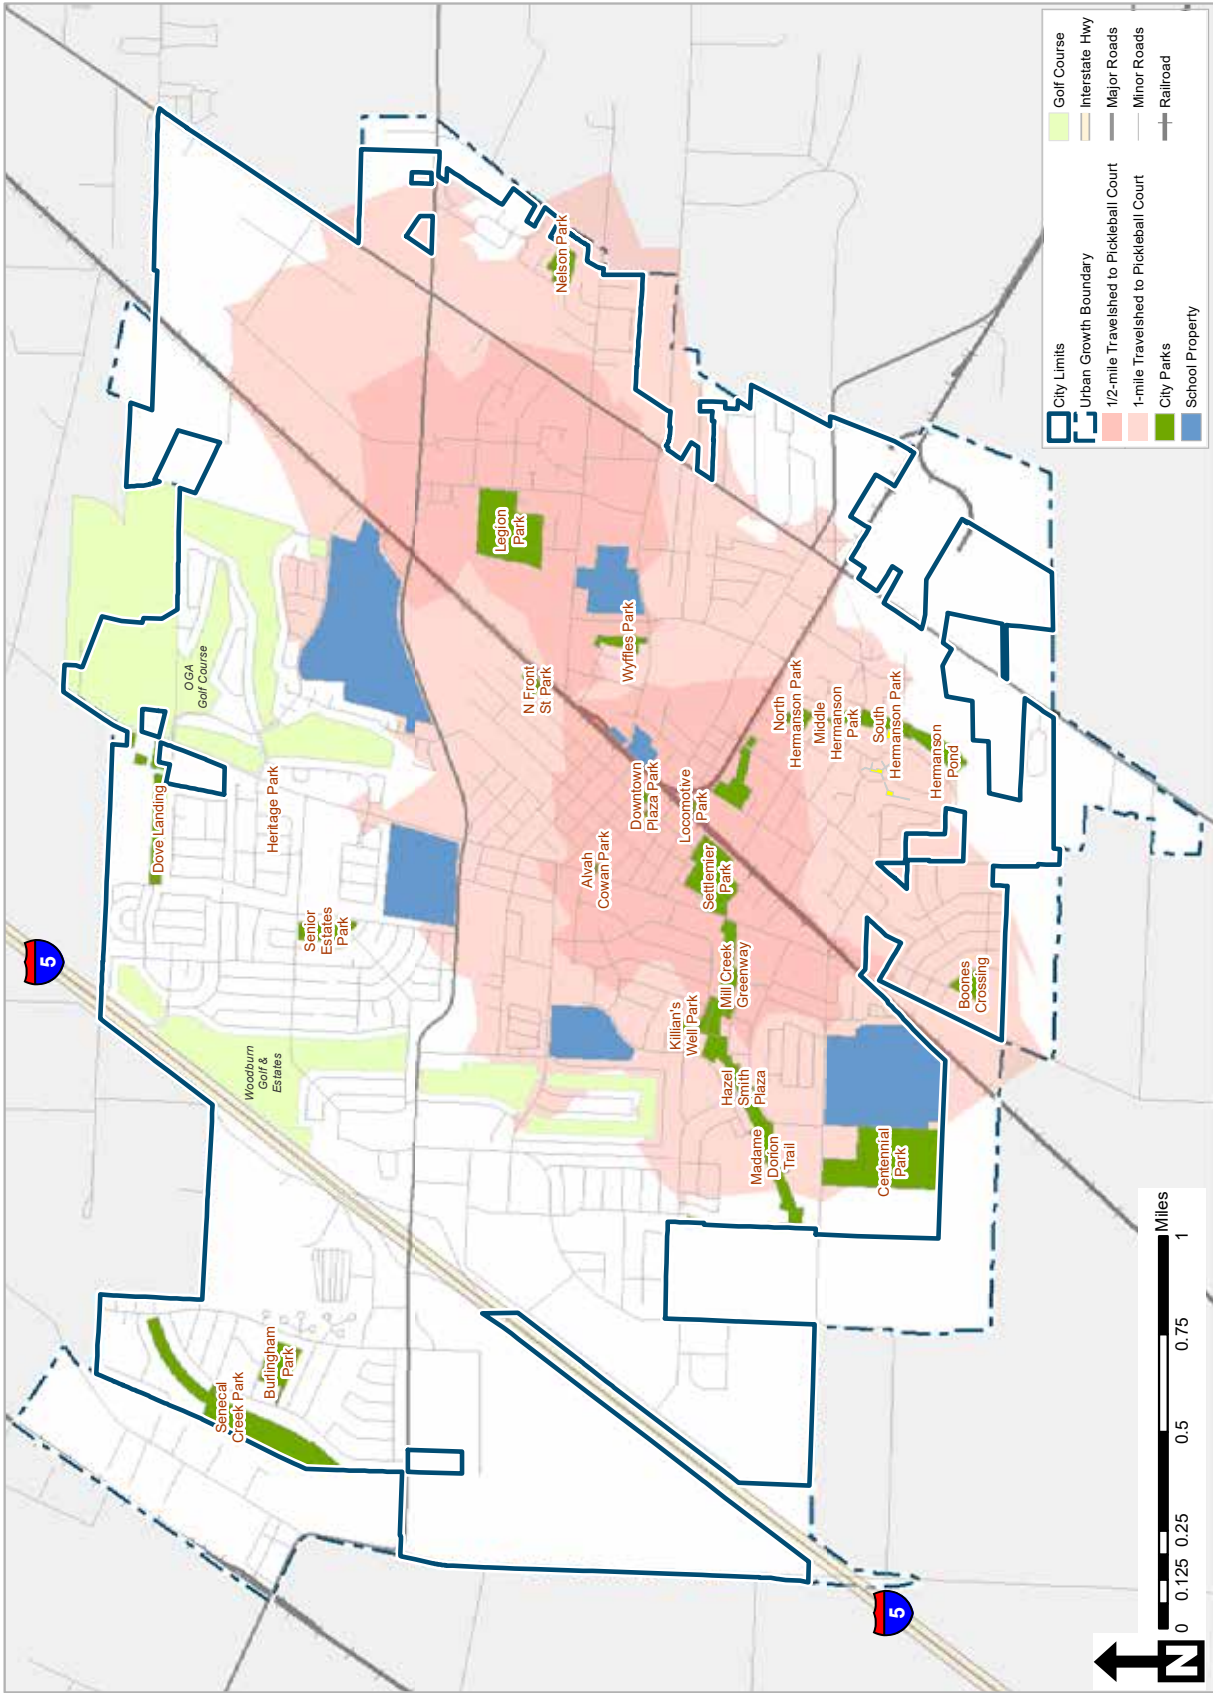 5
Senecal
Creek Park
Burlingham
Park
Woodburn
Golf &
Estates
Senior
Estates
Park
Dove Landing
Heritage Park
OGA
Golf Course
Legion
Park
Nelson Park
N Front
St Park
Wyffles Park
Alvah
Cowan Park
Downtown
Plaza Park
Locomotive
Park
Settlemier
Park
Mill Creek
Greenway
Killian's
Well Park
Hazel
Smith
Plaza
Madame
Dorion
Trail
Centennial
Park
Boones
Crossing
North
Hermanson Park
Middle
Hermanson
Park
South
Hermanson Park
Hermanson
Pond
5
N
0 0.125 0.25 0.5 0.75 1
Miles
City Limits
Urban Growth Boundary
1/2-mile Travelshed to Pickleball Court
1-mile Travelshed to Pickleball Court
City Parks
School Property
Golf Course
Interstate Hwy
Major Roads
Minor Roads
Railroad